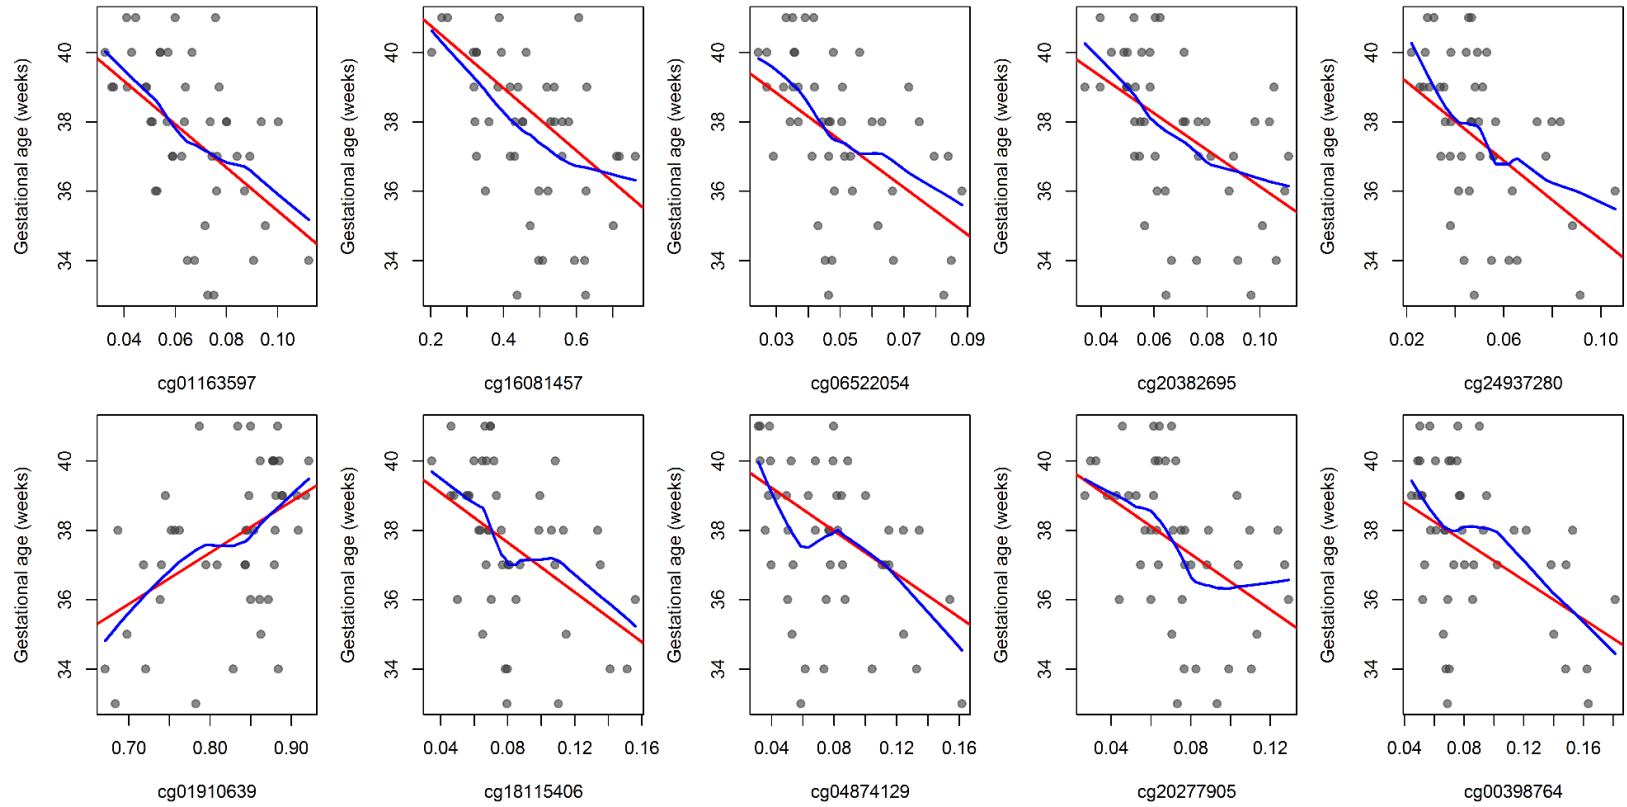 Gestational age (weeks)
34 36 38 40
0.04 0.06 0.08 0.10
cg01163597
Gestational age (weeks)
34 36 38 40
0.2 0.4 0.6
cg16081457
Gestational age (weeks)
34 36 38 40
0.03 0.05 0.07 0.09
cg06522054
Gestational age (weeks)
34 36 38 40
0.04 0.06 0.08 0.10
cg20382695
Gestational age (weeks)
34 36 38 40
0.02 0.06 0.10
cg24937280
Gestational age (weeks)
34 36 38 40
0.70 0.80 0.90
cg01910639
Gestational age (weeks)
34 36 38 40
0.04 0.08 0.12 0.16
cg18115406
Gestational age (weeks)
34 36 38 40
0.04 0.08 0.12 0.16
cg04874129
Gestational age (weeks)
34 36 38 40
0.04 0.08 0.12
cg20277905
Gestational age (weeks)
34 36 38 40
0.04 0.08 0.12 0.16
cg00398764